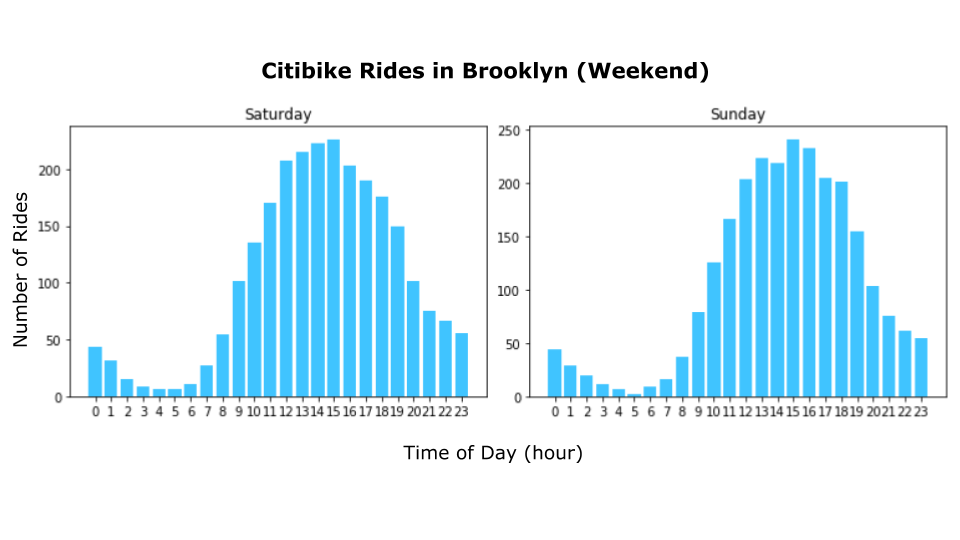 Citibike Rides in Brooklyn (Weekend)
Saturday
Number of Rides
200
150
100
50
0
0 1 2 3 4 5 6 7 8 9 10 11 12 13 14 15 16 17 18 19 20 21 22 23
Sunday
250
200
150
100
50
0
0 1 2 3 4 5 6 7 8 9 10 11 12 13 14 15 16 17 18 19 20 21 22 23
Time of Day (hour)